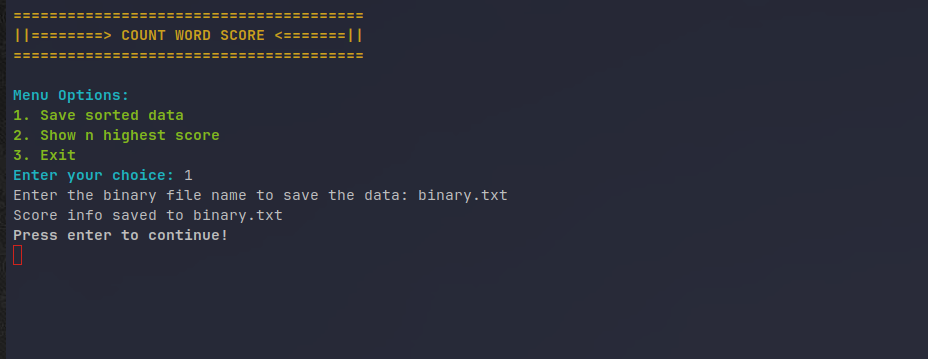 =======================================
||========> COUNT WORD SCORE <=======||
=======================================
Menu Options:
1. Save sorted data
2. Show n highest score
3. Exit
Enter your choice: 1
Enter the binary file name to save the data: binary.txt
Score info saved to binary.txt
Press enter to continue!